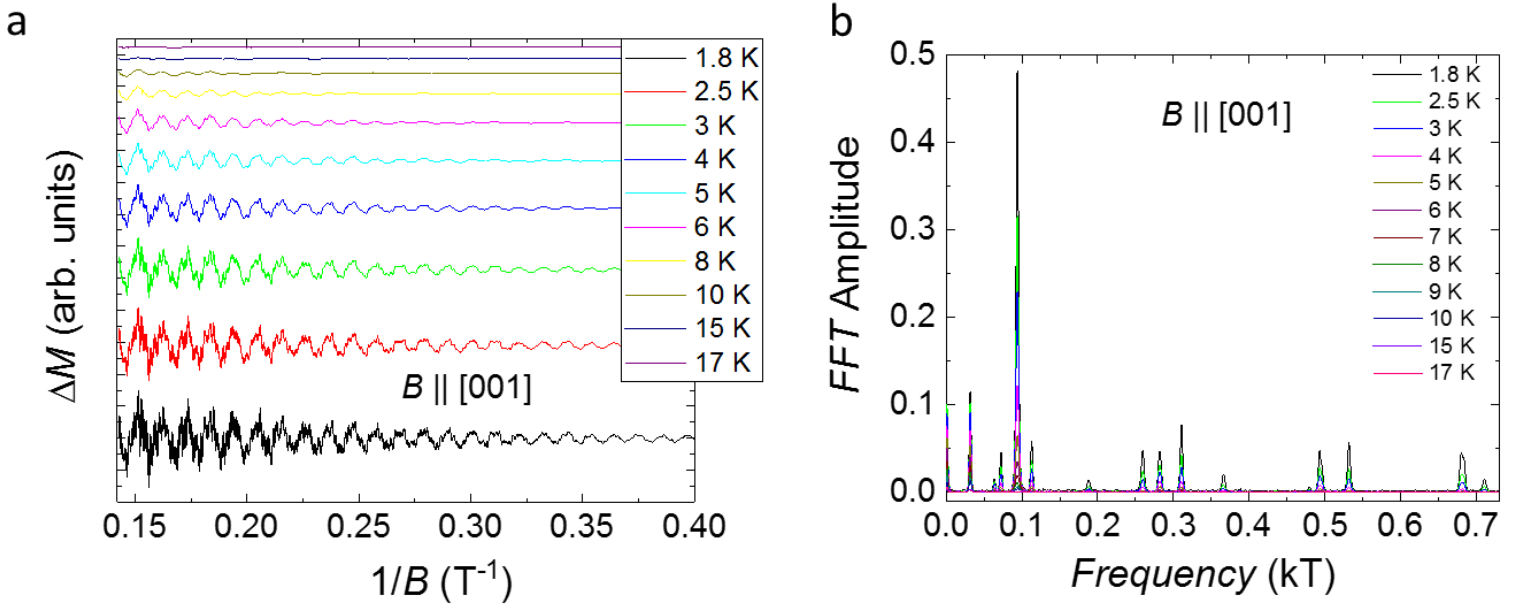 a
1.8 K
2.5 K
3 K
4 K
5 K
6 K
8 K
10 K
15 K
17 K
B || [001]
ΔM (arb. units)
0.15 0.20 0.25 0.30 0.35 0.40
1/B (T⁻¹)
b
0.5
0.4
0.3
0.2
0.1
0.0
FFT Amplitude
B || [001]
1.8 K
2.5 K
3 K
4 K
5 K
6 K
7 K
8 K
9 K
10 K
15 K
17 K
0.0 0.1 0.2 0.3 0.4 0.5 0.6 0.7
Frequency (kT)